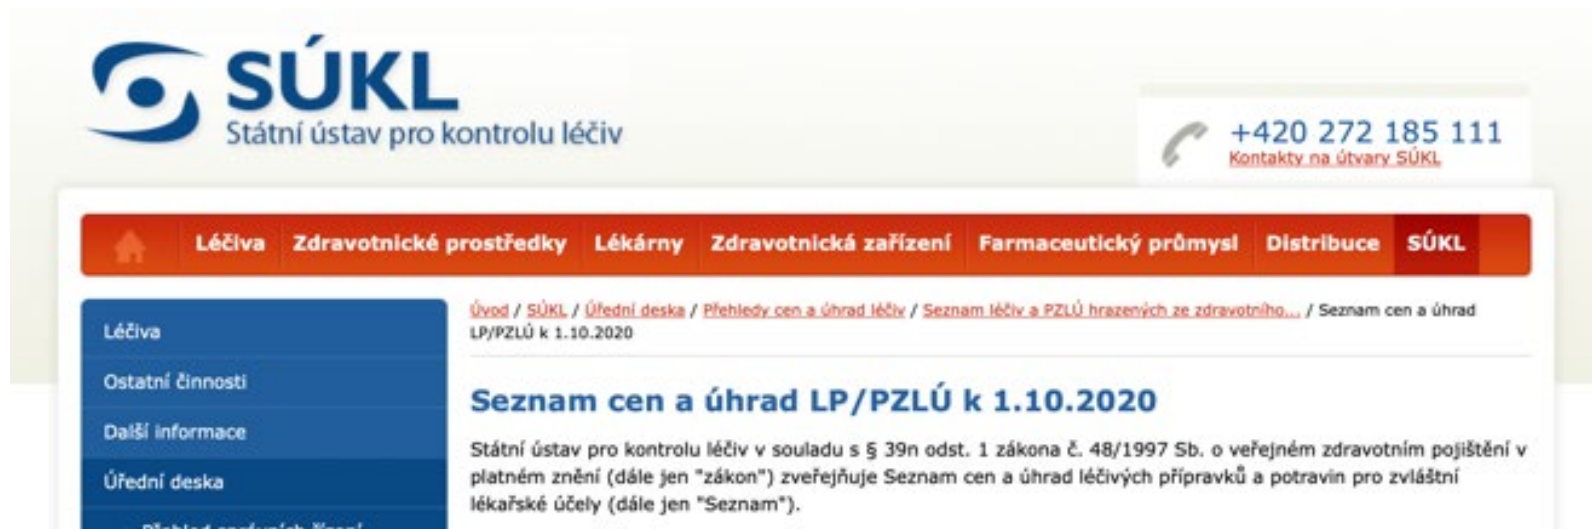 SÚKL
Státní ústav pro kontrolu léčiv
+420 272 185 111
Kontakty na útvary SÚKL
Léčiva Zdravotnické prostředky Lékárny Zdravotnická zařízení Farmaceutický průmysl Distribuce SÚKL
Úvod / SÚKL / Úřední deska / Přehledy cen a úhrad léčiv / Seznam léčiv a PZLÚ hrazených ze zdravotního... / Seznam cen a úhrad
LP/PZLÚ k 1.10.2020
Léčiva
Ostatní činnosti
Další informace
Úřední deska
Seznam cen a úhrad LP/PZLÚ k 1.10.2020
Státní ústav pro kontrolu léčiv v souladu s § 39n odst. 1 zákona č. 48/1997 Sb. o veřejném zdravotním pojištění v
platném znění (dále jen "zákon") zveřejňuje Seznam cen a úhrad léčivých přípravků a potravin pro zvláštní
lékařské účely (dále jen "Seznam").